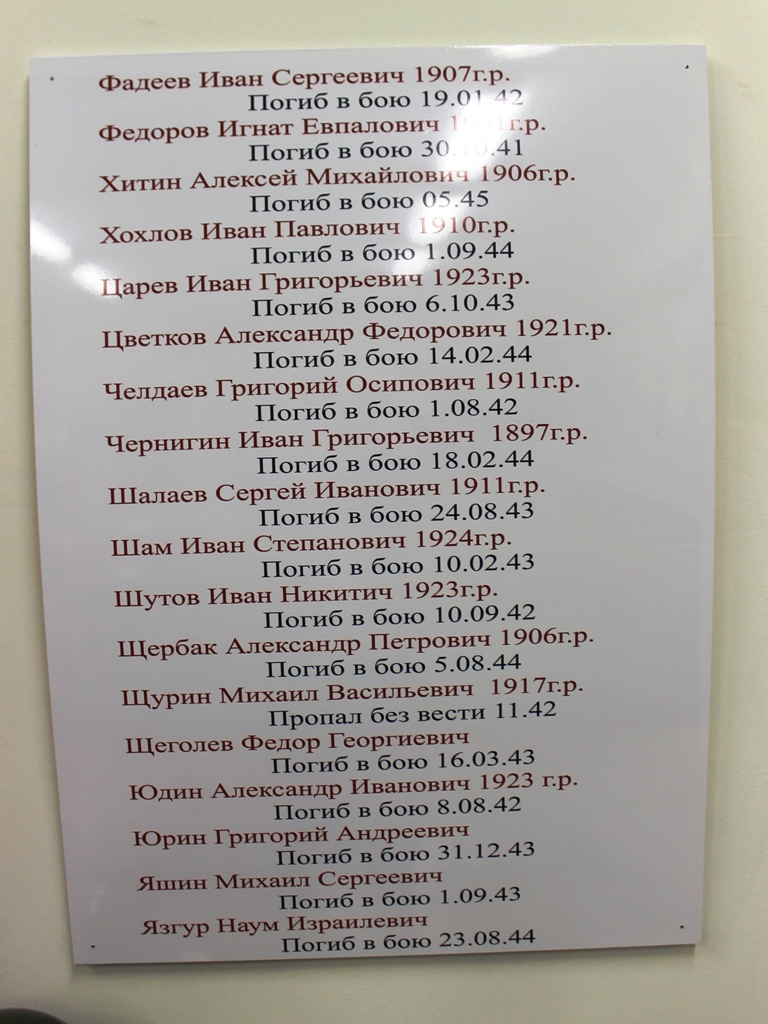 Фадеев Иван Сергеевич 1907г.р.
Погиб в бою 19.01.42
Федоров Игнат Евпалович 1901г.р.
Погиб в бою 30.10.41
Хитин Алексей Михайлович 1906г.р.
Погиб в бою 05.45
Хохлов Иван Павлович 1910г.р.
Погиб в бою 1.09.44
Царев Иван Григорьевич 1923г.р.
Погиб в бою 6.10.43
Цветков Александр Федорович 1921г.р.
Погиб в бою 14.02.44
Челдаев Григорий Осипович 1911г.р.
Погиб в бою 1.08.42
Чернигин Иван Григорьевич 1897г.р.
Погиб в бою 18.02.44
Шалаев Сергей Иванович 1911г.р.
Погиб в бою 24.08.43
Шам Иван Степанович 1924г.р.
Погиб в бою 10.02.43
Шутов Иван Никитич 1923г.р.
Погиб в бою 10.09.42
Щербак Александр Петрович 1906г.р.
Погиб в бою 5.08.44
Щурин Михаил Васильевич 1917г.р.
Пропал без вести 11.42
Щеголев Федор Георгиевич
Погиб в бою 16.03.43
Юдин Александр Иванович 1923 г.р.
Погиб в бою 8.08.42
Юрин Григорий Андреевич
Погиб в бою 31.12.43
Яшин Михаил Сергеевич
Погиб в бою 1.09.43
Язгур Наум Израилевич
Погиб в бою 23.08.44